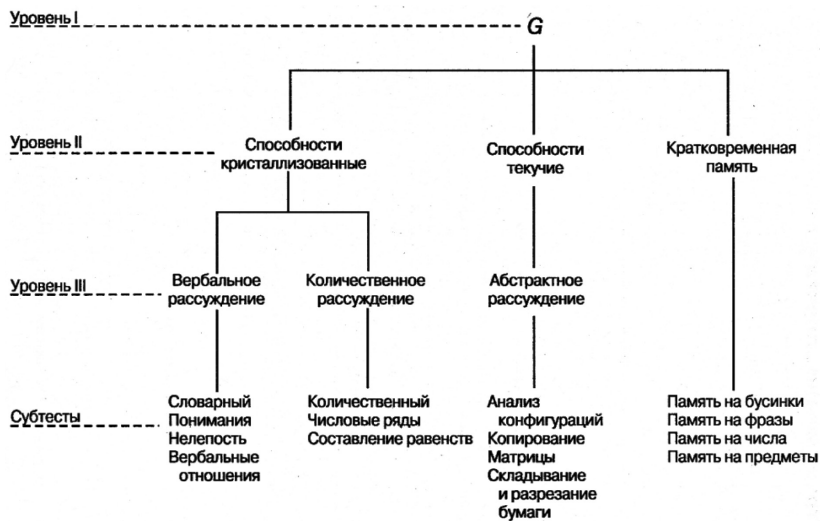 Уровень I
G
Уровень II
Способности
кристаллизованные
Способности
текучие
Кратковременная
память
Уровень III
Вербальное
рассуждение
Количественное
рассуждение
Абстрактное
рассуждение
Субтесты
Словарный
Понимания
Нелепость
Вербальные
отношения
Количественный
Числовые ряды
Составление равенств
Анализ
конфигураций
Копирование
Матрицы
Складывание
и разрезание
бумаги
Память на бусинки
Память на фразы
Память на числа
Память на предметы